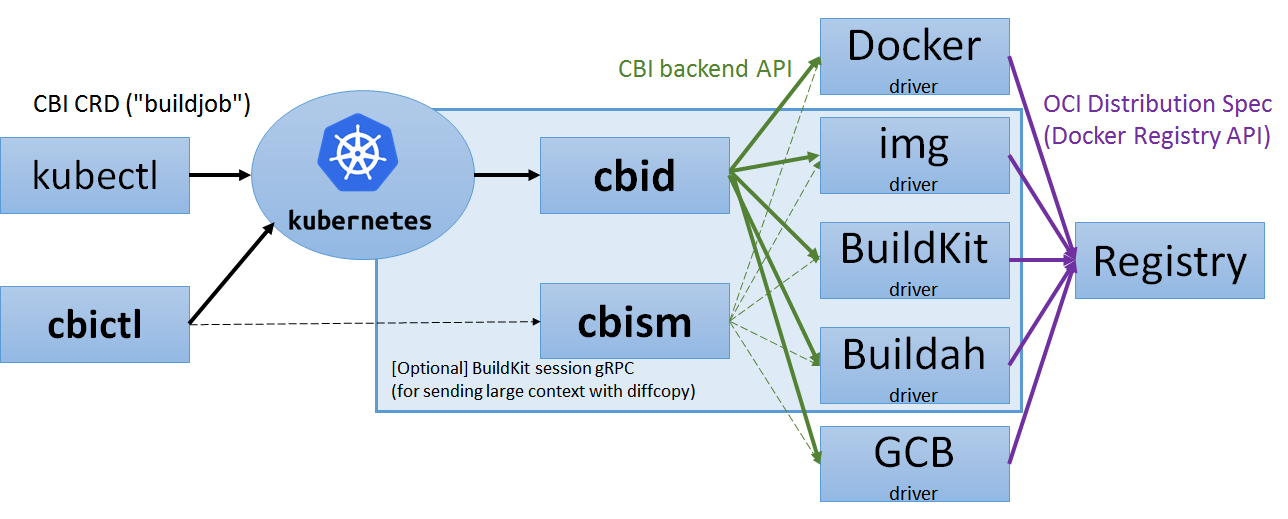 CBI CRD ("buildjob")
kubectl
cbictl
kubernetes
cbid
cbism
[Optional] BuildKit session gRPC
(for sending large context with diffcopy)
CBI backend API
Docker
driver
img
driver
BuildKit
driver
Buildah
driver
GCB
driver
OCI Distribution Spec
(Docker Registry API)
Registry